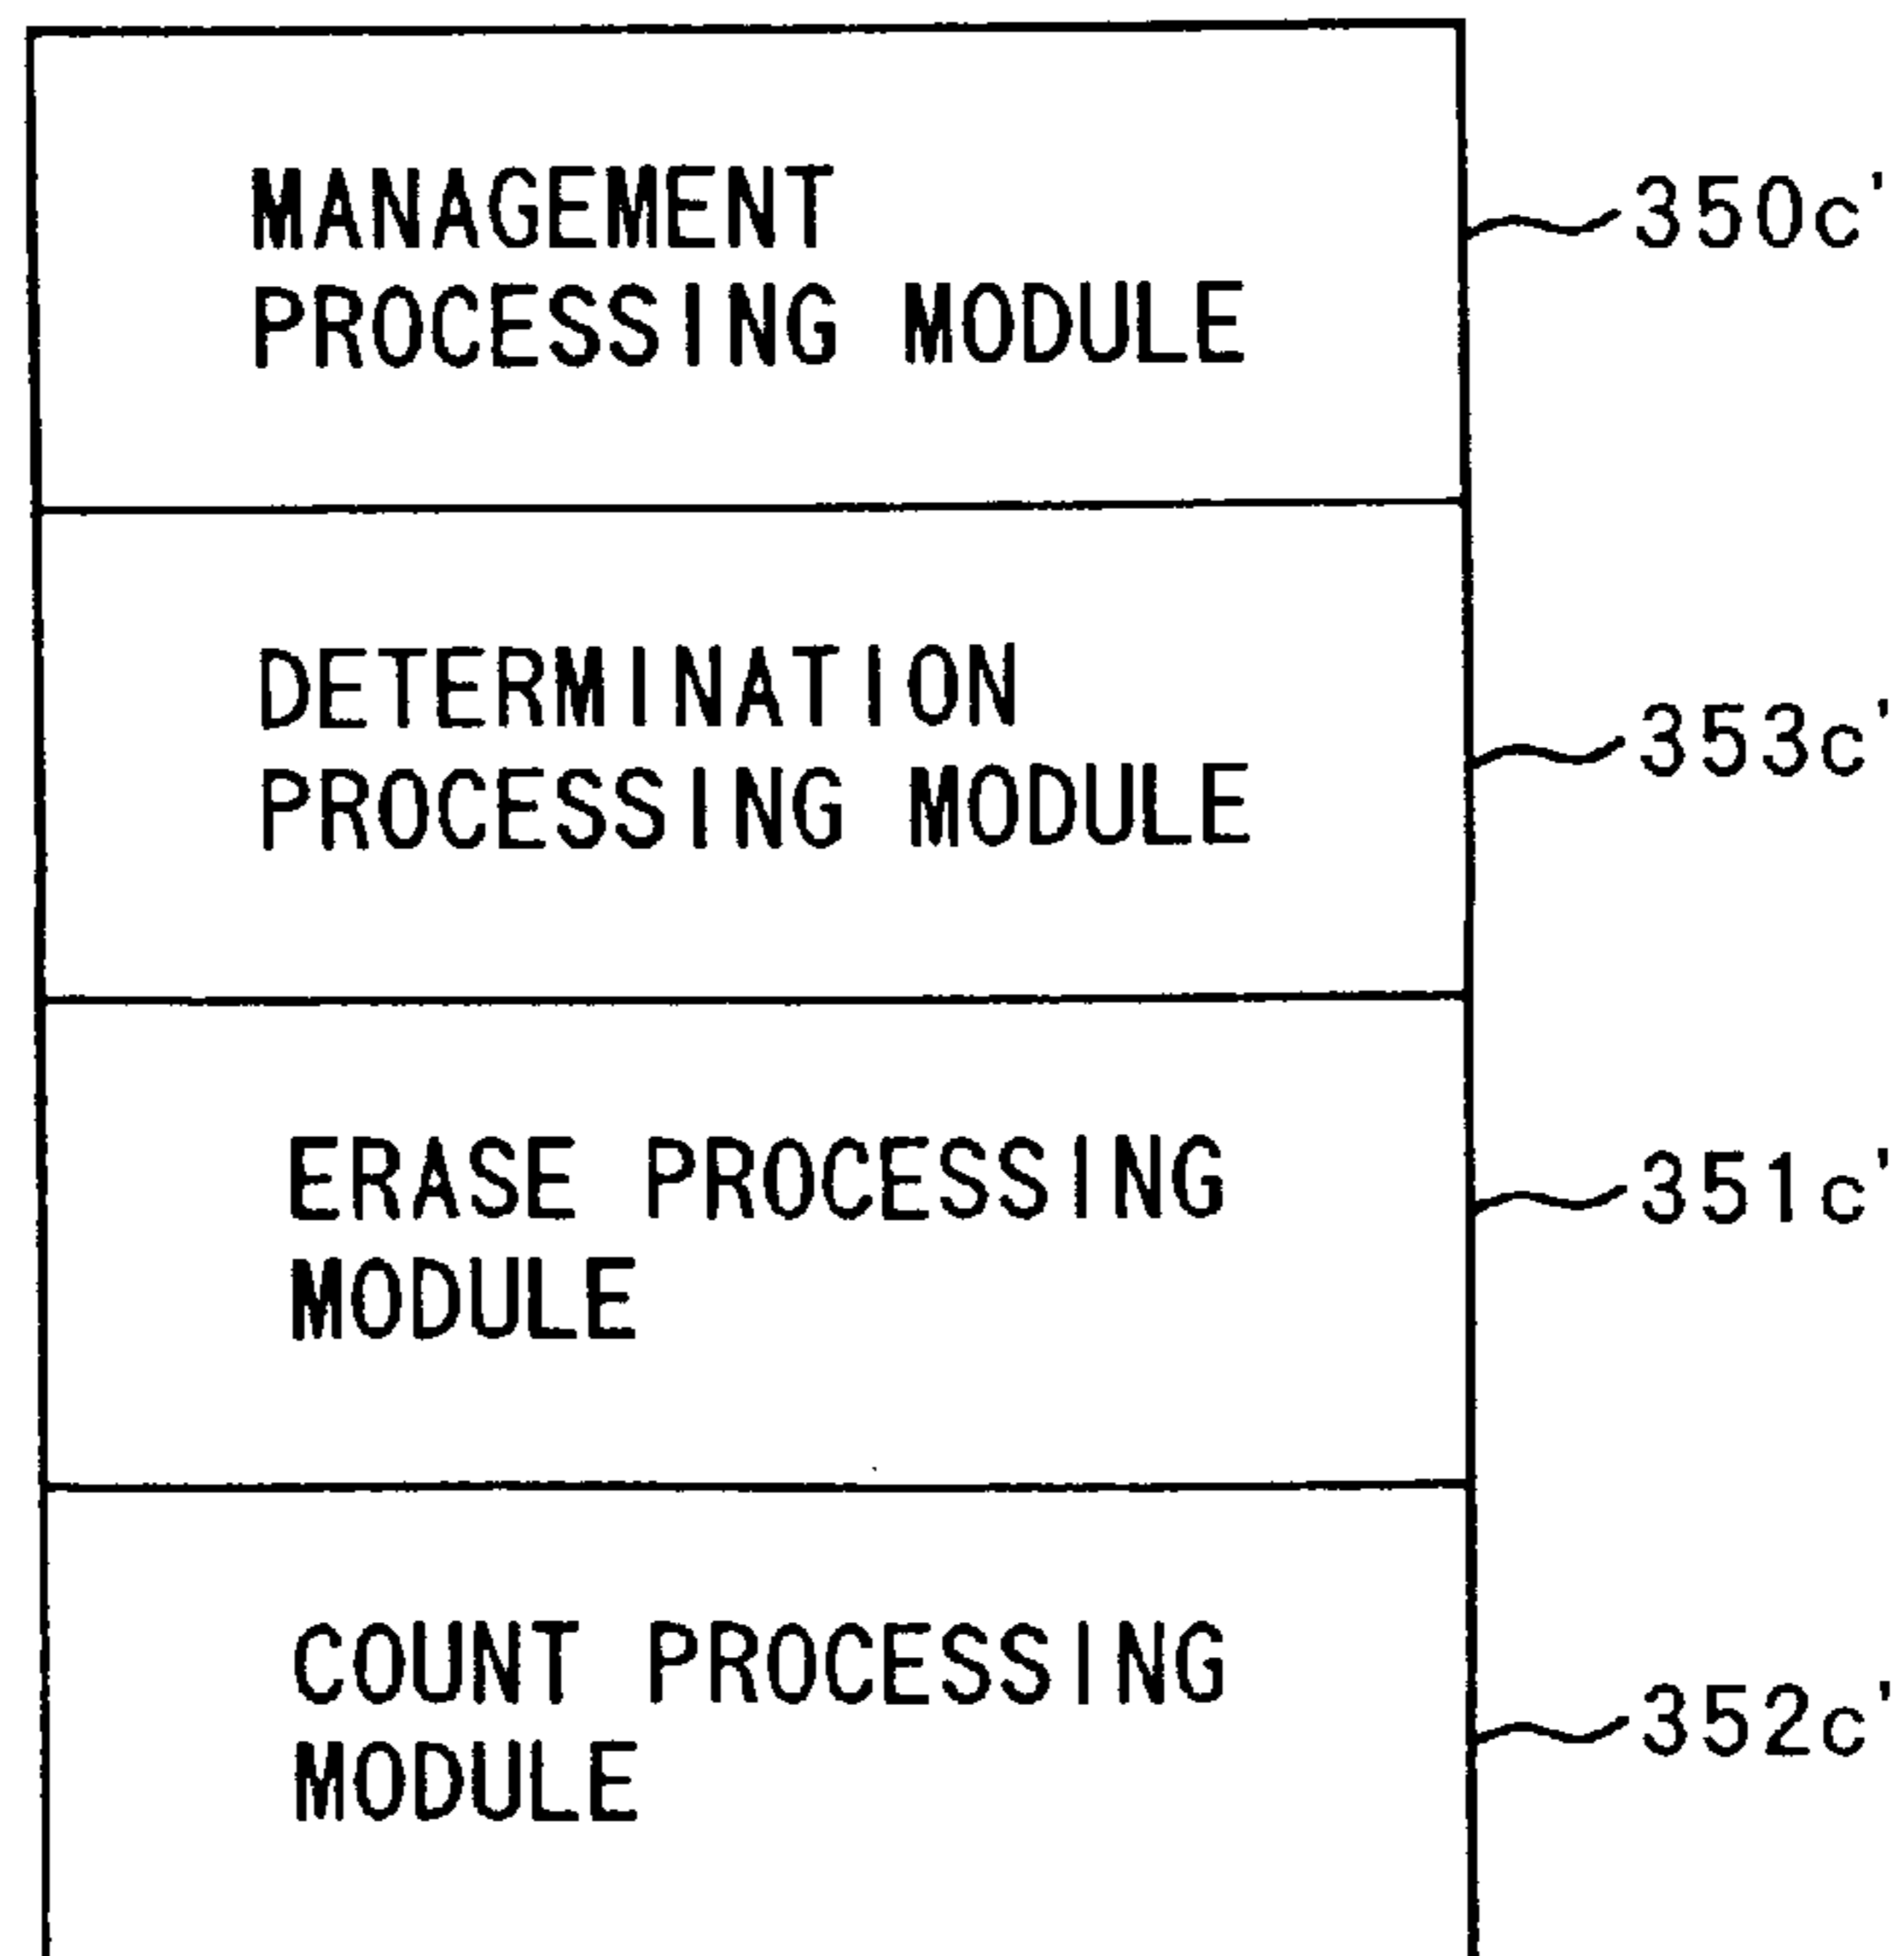 MANAGEMENT
PROCESSING MODULE
350c'
DETERMINATION
PROCESSING MODULE
353c'
ERASE PROCESSING
MODULE
351c'
COUNT PROCESSING
MODULE
352c'